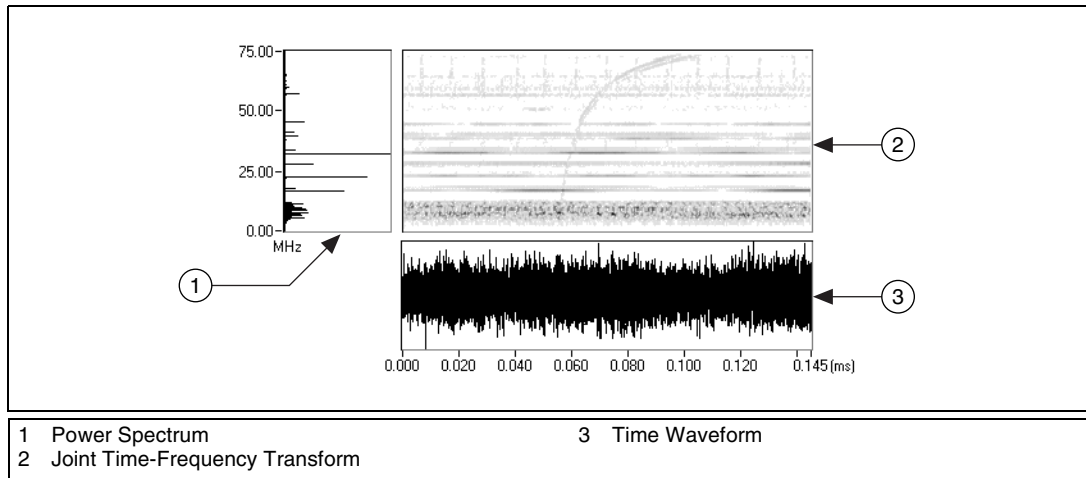 75.00
50.00
25.00
0.00
MHz
1
2
3
0.000 0.020 0.040 0.060 0.080 0.100 0.120 0.145 (ms)
1 Power Spectrum
2 Joint Time-Frequency Transform
3 Time Waveform